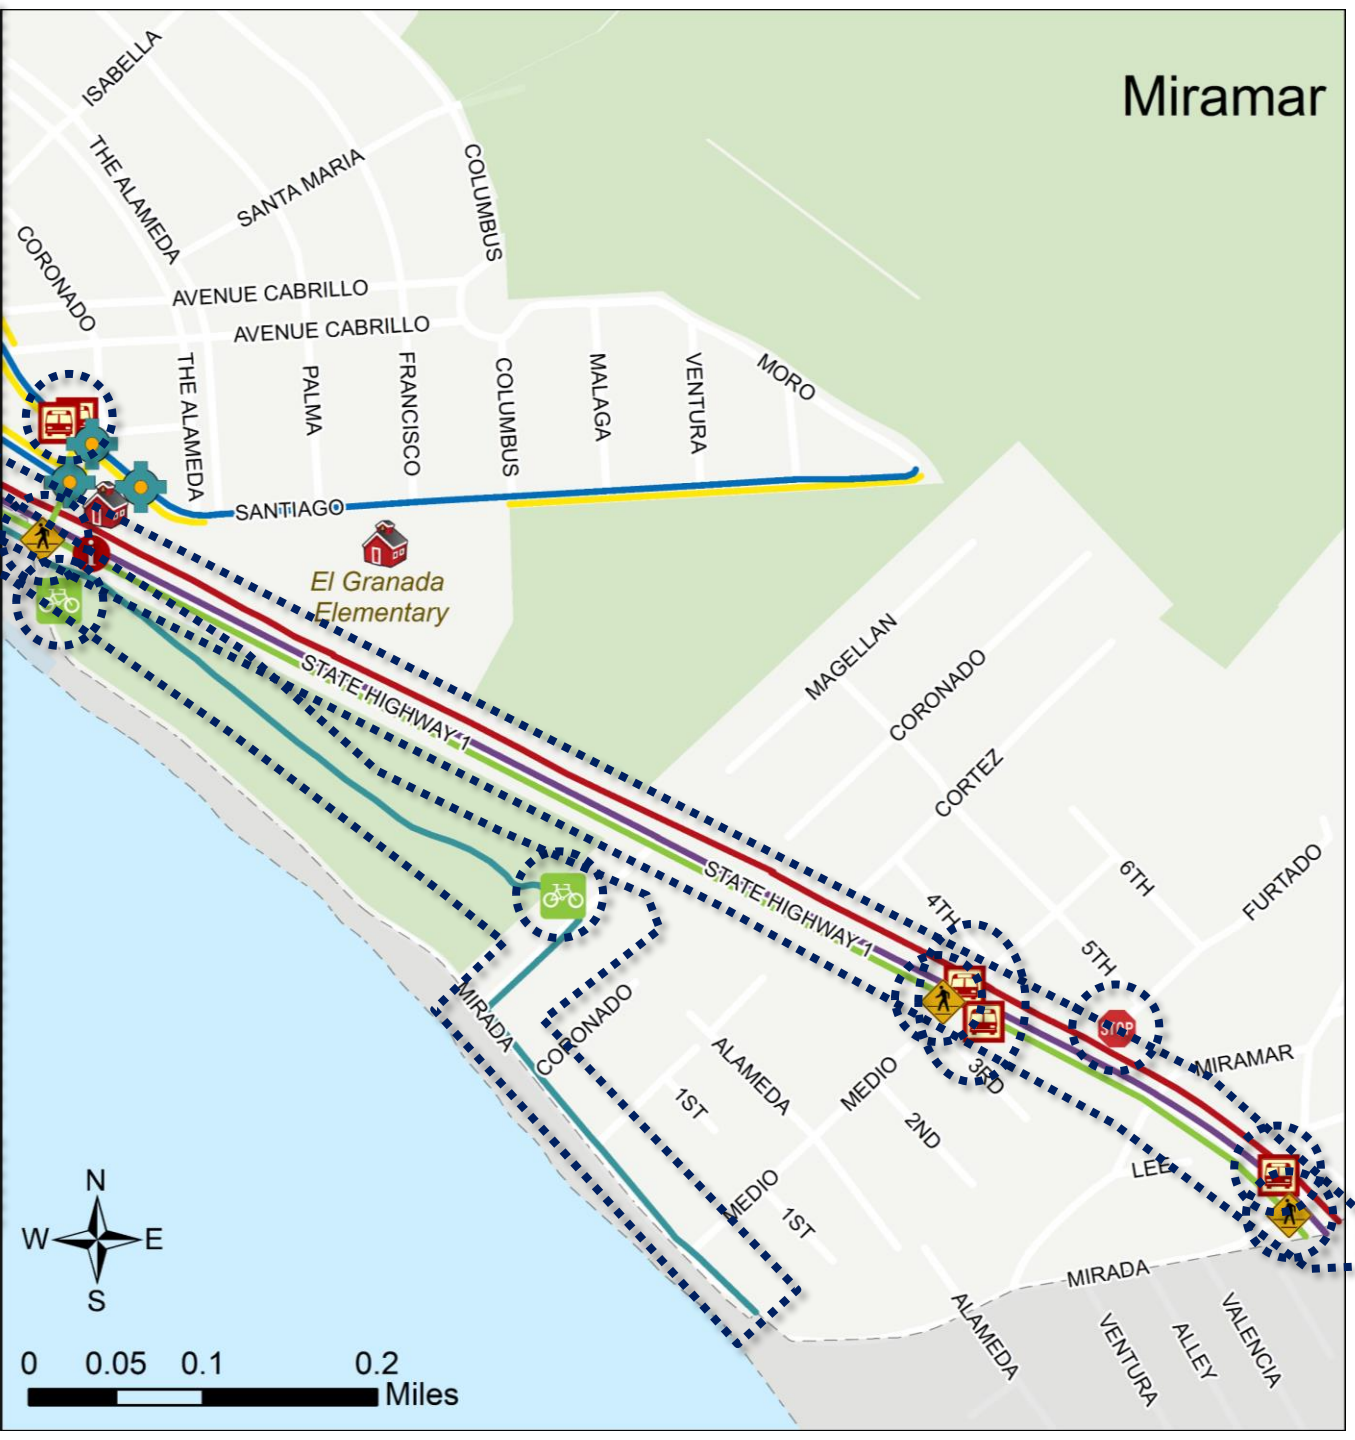 Miramar
ISABELLA
THE ALAMEDA
SANTA MARIA
COLUMBUS
CORONADO
AVENUE CABRILLO
AVENUE CABRILLO
THE ALAMEDA
PALMA
FRANCISCO
COLUMBUS
MALAGA
VENTURA
MORO
SANTIAGO
i
El Granada
Elementary
MAGELLAN
CORONADO
CORTEZ
STATE HIGHWAY 1
STATE HIGHWAY 1
6TH
FURTADO
4TH
5TH
STOP
MIRADA
CORONADO
ALAMEDA
MEDIO
3RD
MIRAMAR
1ST
2ND
LEE
MEDIO
1ST
MIRADA
ALAMEDA
VENTURA
ALLEY
VALENCIA
N
W E
S
0 0.05 0.1 0.2
Miles